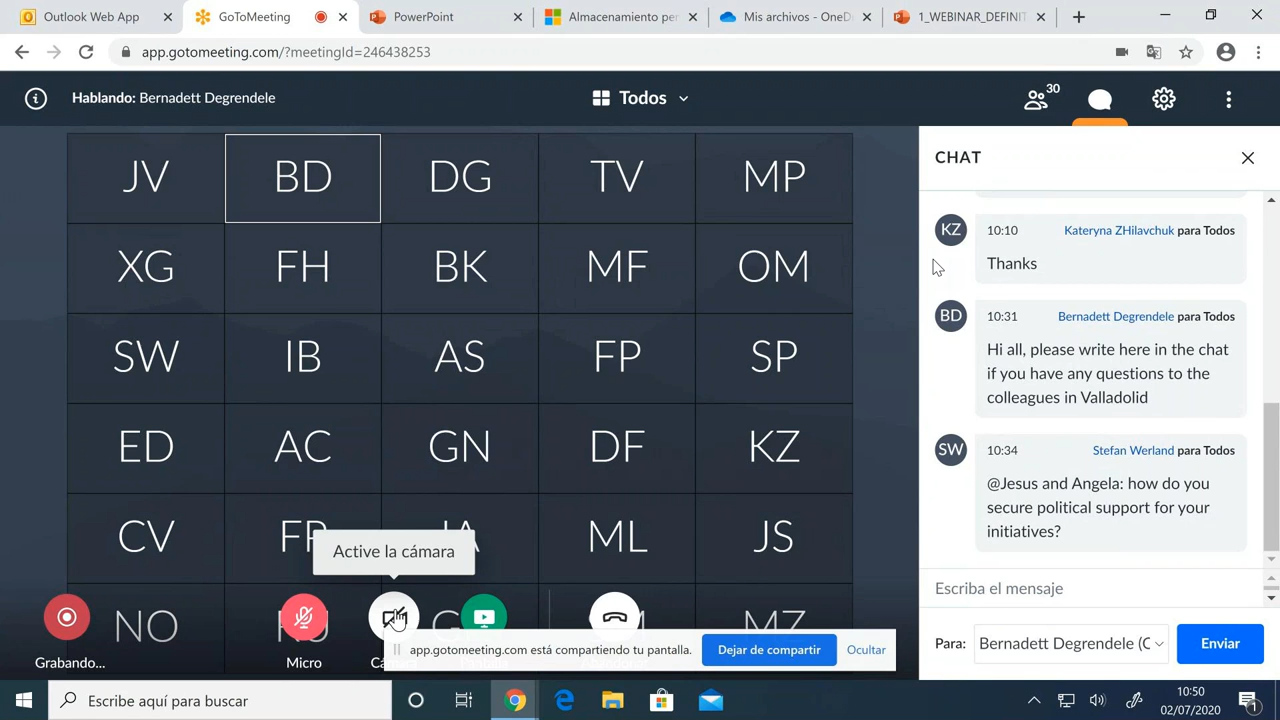 Outlook Web App
GoToMeeting
PowerPoint
Almacenamiento per
Mis archivos - OneD
1_WEBINAR_DEFINIT
app.gotomeeting.com/?meetingId=246438253
Hablando: Bernadett Degrendele
Todos
30
JV BD DG TV MP
XG FH BK MF OM
SW IB AS FP SP
ED AC GN DF KZ
CV JA ML JS
NO MZ
Active la cámara
Grabando...
Micro
app.gotomeeting.com está compartiendo tu pantalla.
Dejar de compartir
Ocultar
CHAT
KZ
10:10 Kateryna ZHilavchuk para Todos
Thanks
BD
10:31 Bernadett Degrendele para Todos
Hi all, please write here in the chat
if you have any questions to the
colleagues in Valladolid
SW
10:34 Stefan Werland para Todos
@Jesus and Angela: how do you
secure political support for your
initiatives?
Escriba el mensaje
Para: Bernadett Degrendele (C
Enviar
Escribe aquí para buscar
10:50
02/07/2020
1